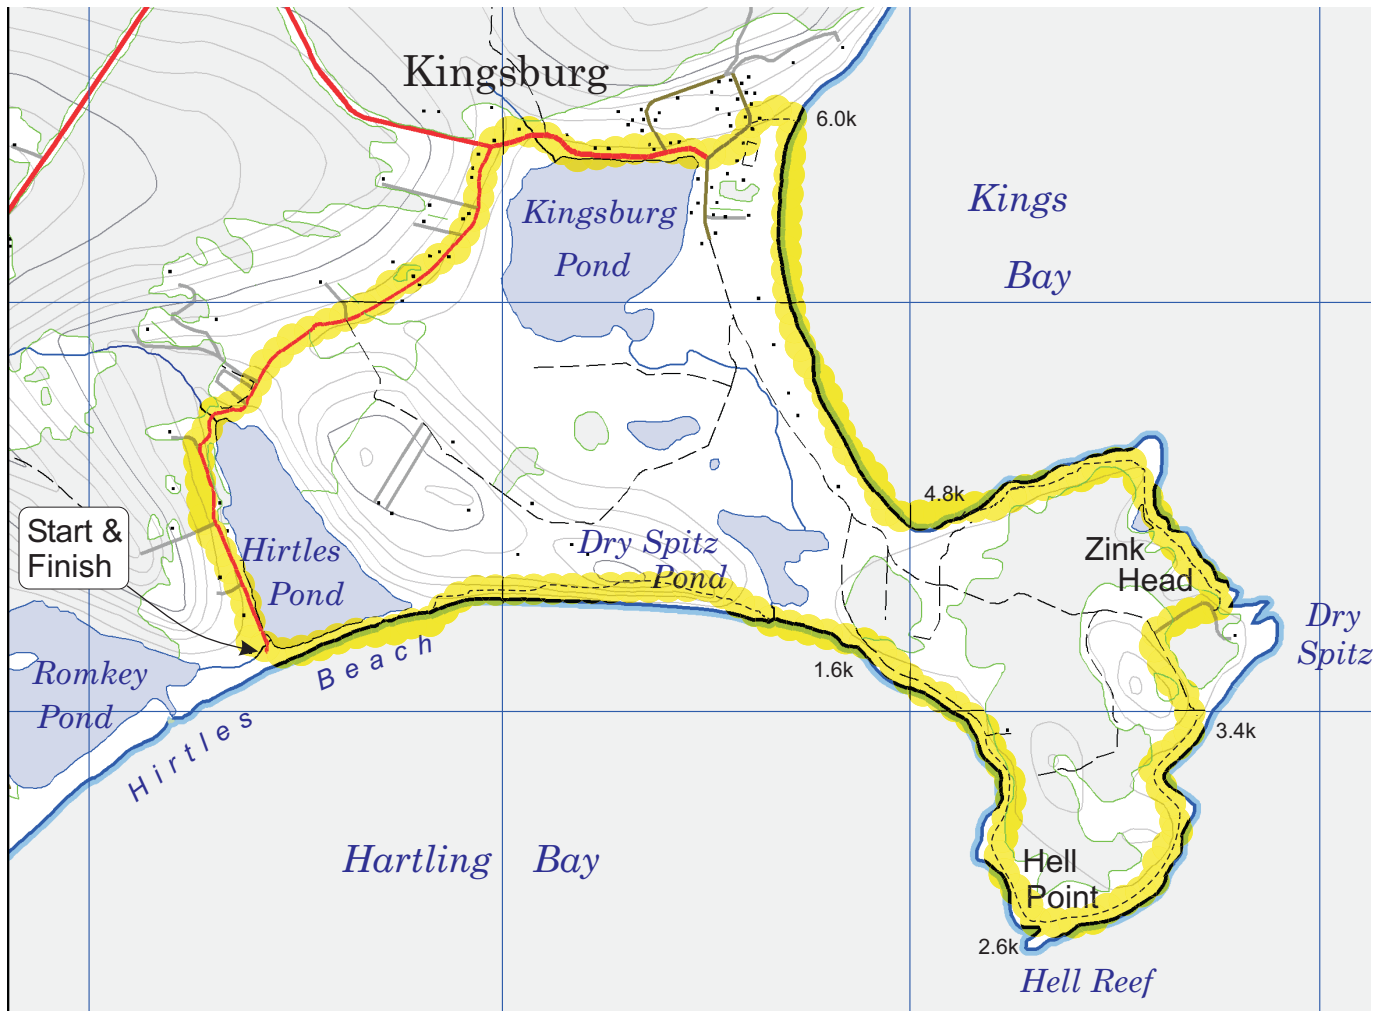 Kingsburg
6.0k
Kings
Bay
Kingsburg
Pond
4.8k
Start &
Finish
Hirtles
Pond
Dry Spitz
Pond
Zink
Head
Dry
Spitz
1.6k
Romkey
Pond
Hirtles Beach
3.4k
Hartling Bay
Hell
Point
2.6k
Hell Reef